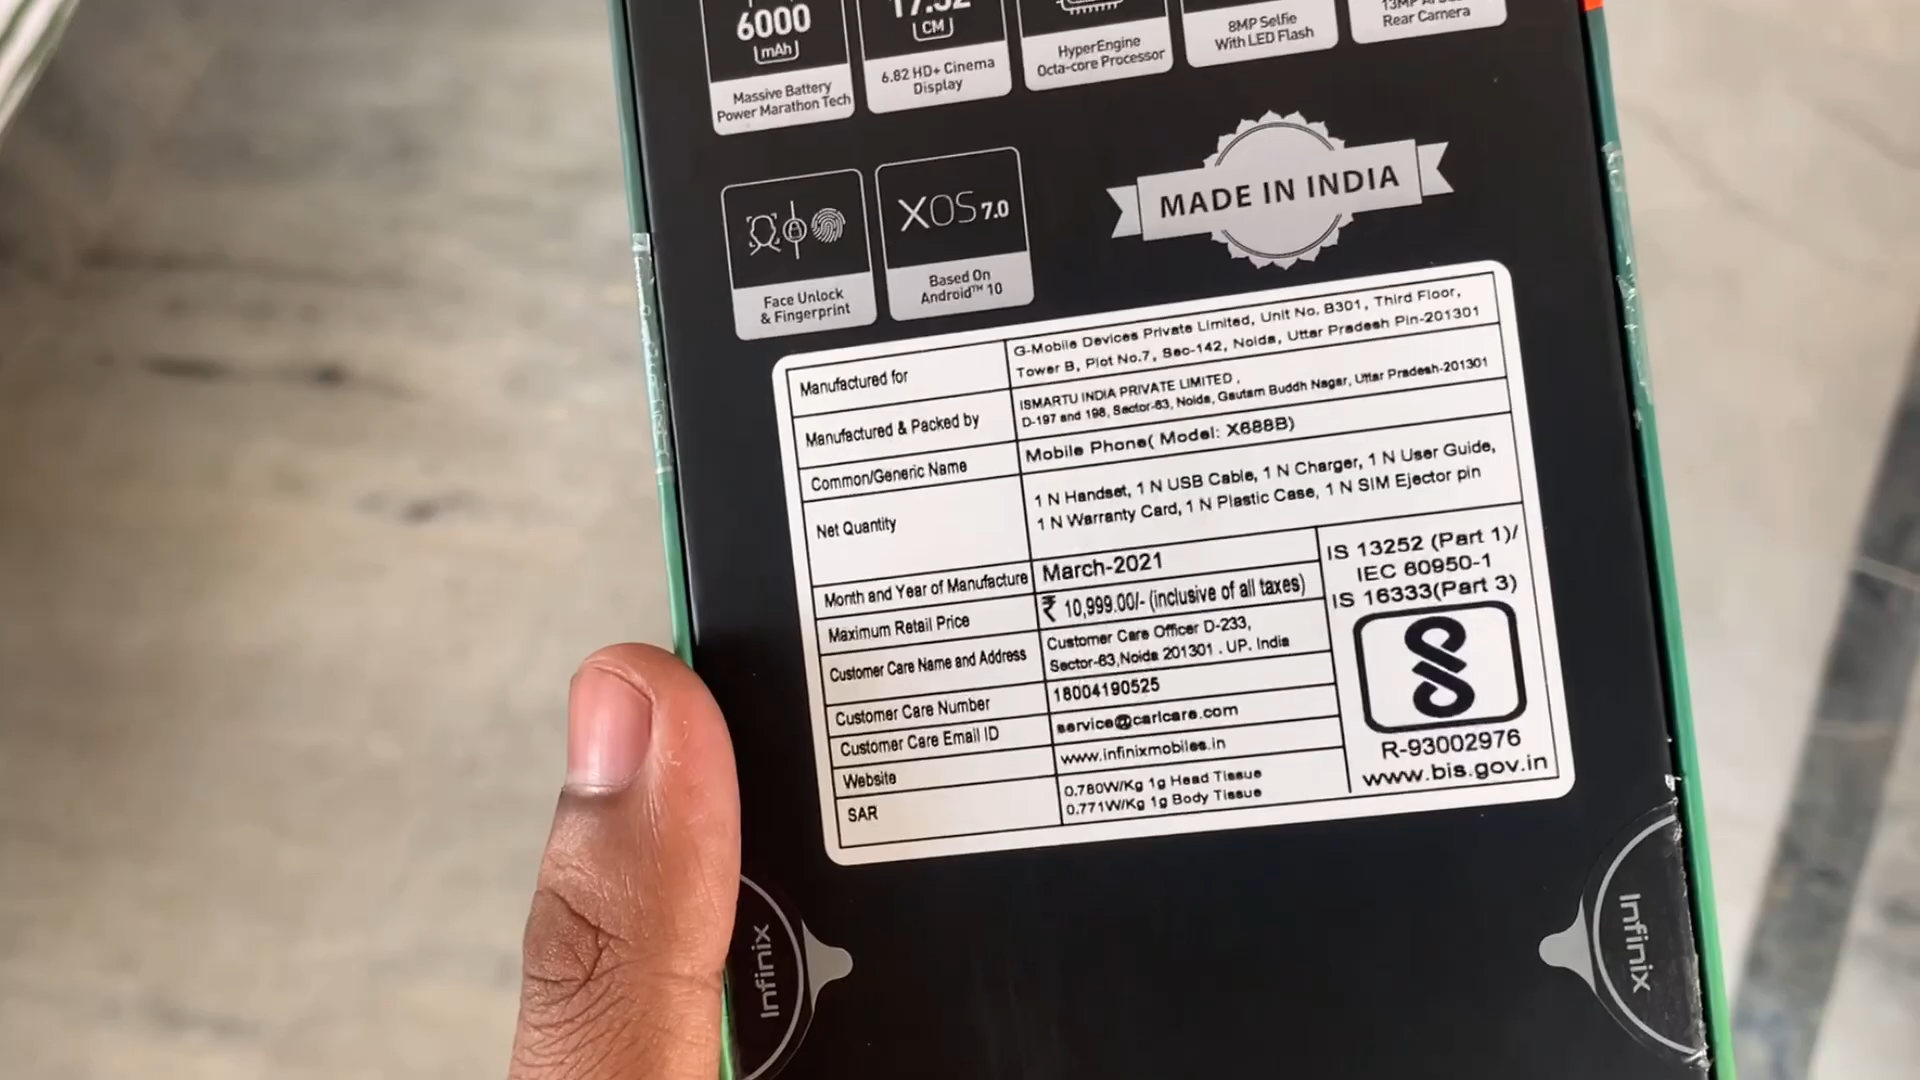 6000
mAh
Massive Battery
Power Marathon Tech
17.32
CM
6.82 HD+ Cinema
Display
HyperEngine
Octa-core Processor
8MP Selfie
With LED Flash
13MP
Rear Camera
Face Unlock
& Fingerprint
XOS 7.0
Based On
Android™ 10
MADE IN INDIA
Manufactured for
G-Mobile Devices Private Limited, Unit No. B301, Third Floor,
Tower B, Plot No.7, Sec-142, Noida, Uttar Pradesh Pin-201301
Manufactured & Packed by
ISMARTU INDIA PRIVATE LIMITED ,
D-197 and 198, Sector-63, Noida, Gautam Buddh Nagar, Uttar Pradesh-201301
Common/Generic Name
Mobile Phone( Model: X688B)
Net Quantity
1 N Handset, 1 N USB Cable, 1 N Charger, 1 N User Guide,
1 N Warranty Card, 1 N Plastic Case, 1 N SIM Ejector pin
Month and Year of Manufacture
March-2021
Maximum Retail Price
₹ 10,999.00/- (inclusive of all taxes)
Customer Care Name and Address
Customer Care Officer D-233,
Sector-63,Noida 201301 . UP. India
Customer Care Number
18004190525
Customer Care Email ID
service@carlcare.com
Website
www.infinixmobiles.in
SAR
0.780W/Kg 1g Head Tissue
0.771W/Kg 1g Body Tissue
IS 13252 (Part 1)/
IEC 60950-1
IS 16333(Part 3)
R-93002976
www.bis.gov.in
Infinix
Infinix